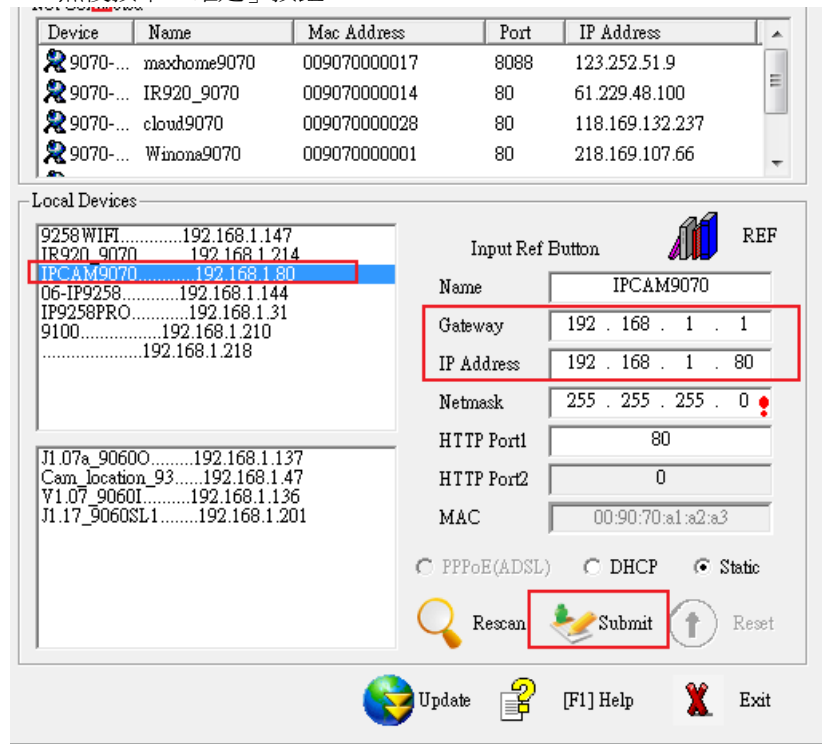 Device Name Mac Address Port IP Address
9070-... maxhome9070 009070000017 8088 123.252.51.9
9070-... IR920_9070 009070000014 80 61.229.48.100
9070-... cloud9070 009070000028 80 118.169.132.237
9070-... Winona9070 009070000001 80 218.169.107.66
Local Devices
9258WIFI.............192.168.1.147
IR920_9070...........192.168.1.214
IPCAM9070............192.168.1.80
06-IP9258............192.168.1.144
IP9258PRO............192.168.1.31
9100.................192.168.1.210
....................192.168.1.218
J1.07a_9060O.........192.168.1.137
Cam_location_93......192.168.1.47
V1.07_9060I.........192.168.1.136
J1.17_9060SL1........192.168.1.201
Input Ref Button REF
Name IPCAM9070
Gateway 192 . 168 . 1 . 1
IP Address 192 . 168 . 1 . 80
Netmask 255 . 255 . 255 . 0
HTTP Port1 80
HTTP Port2 0
MAC 00:90:70:a1:a2:a3
PPPoE(ADSL) DHCP Static
Rescan Submit Reset
Update [F1] Help Exit